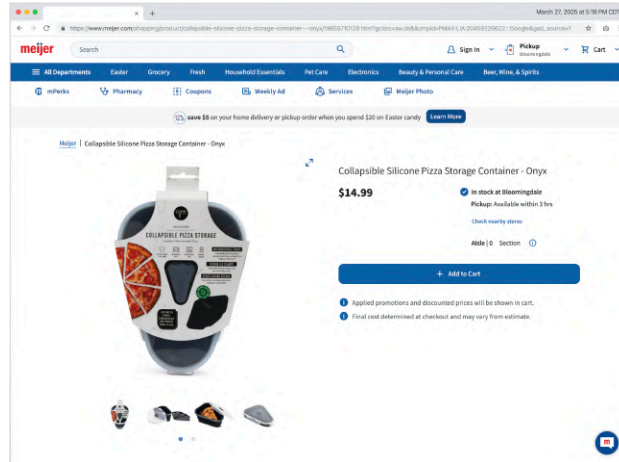 March 27, 2025 at 5:18 PM CDT
meijer
Search
Sign In
Pickup
Bloomingdale
Cart
All Departments Easter Grocery Fresh Household Essentials Pet Care Electronics Beauty & Personal Care Beer, Wine, & Spirits
mPerks Pharmacy Coupons Weekly Ad Services Meijer Photo
save $5 on your home delivery or pickup order when you spend $20 on Easter candy Learn More
Meijer | Collapsible Silicone Pizza Storage Container - Onyx
Collapsible Silicone Pizza Storage Container - Onyx
$14.99
In stock at Bloomingdale
Pickup: Available within 3 hrs
Check nearby stores
Aisle | 0 Section
+ Add to Cart
Applied promotions and discounted prices will be shown in cart.
Final cost determined at checkout and may vary from estimate.
COLLAPSIBLE PIZZA STORAGE